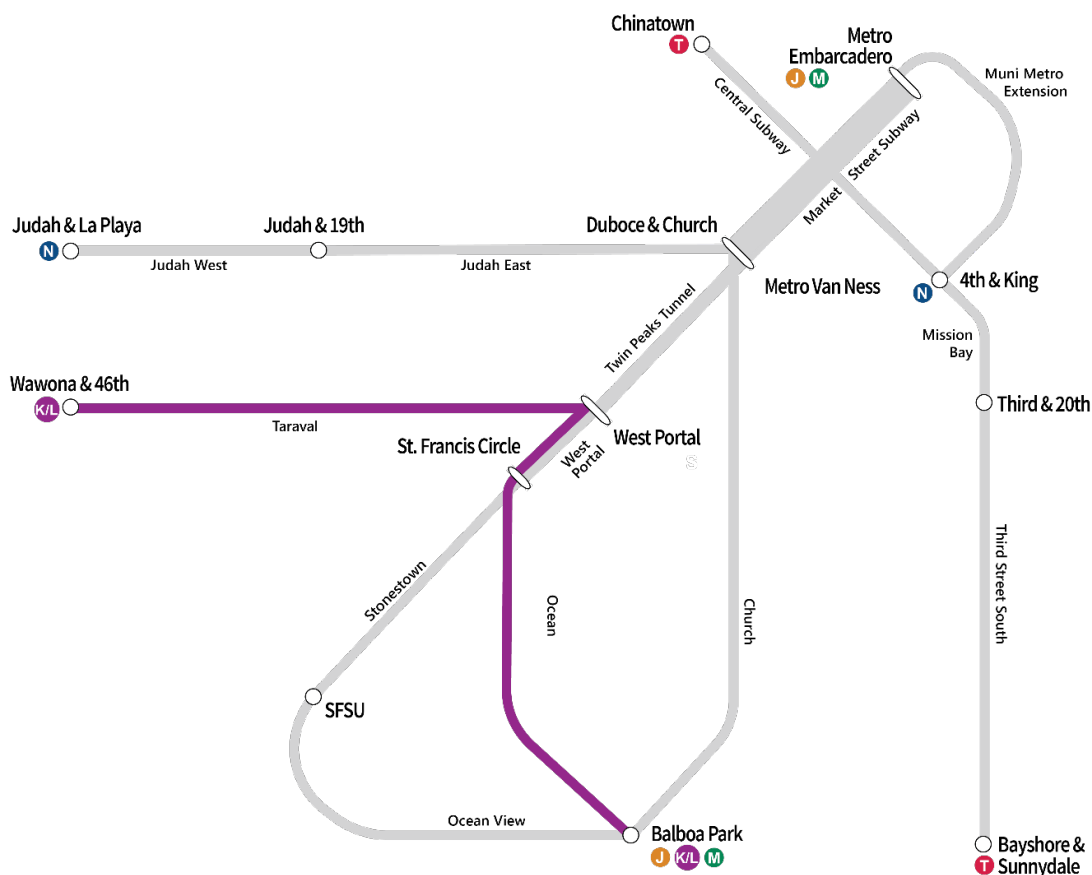 Chinatown
T
Metro
Embarcadero
J M
Muni Metro
Extension
Central Subway
Market Street Subway
Judah & La Playa
N
Judah & 19th
Duboce & Church
Judah West
Judah East
Metro Van Ness
4th & King
N
Twin Peaks Tunnel
Mission
Bay
Wawona & 46th
K/L
Taraval
Third & 20th
St. Francis Circle
West Portal
West
Portal
Stonestown
Ocean
Church
Third Street South
SFSU
Ocean View
Balboa Park
J K/L M
Bayshore &
T Sunnydale